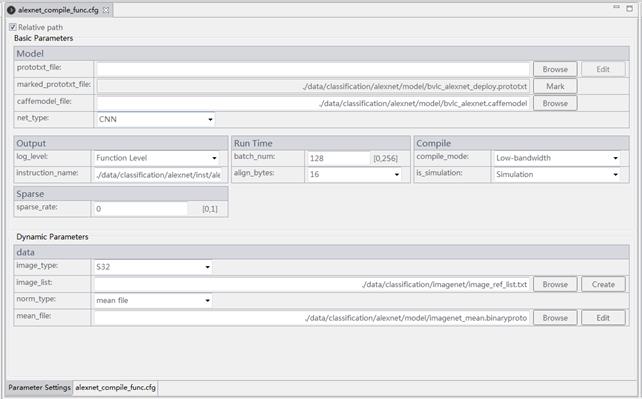 alexnet_compile_func.cfg
Relative path
Basic Parameters
Model
prototxt_file:
Browse
Edit
marked_prototxt_file:
./data/classification/alexnet/model/bvlc_alexnet_deploy.prototxt
Mark
caffemodel_file:
./data/classification/alexnet/model/bvlc_alexnet.caffemodel
Browse
net_type:
CNN
Output
Run Time
Compile
log_level:
Function Level
batch_num:
128
[0,256]
compile_mode:
Low-bandwidth
instruction_name:
./data/classification/alexnet/inst/ale
align_bytes:
16
is_simulation:
Simulation
Sparse
sparse_rate:
0
[0,1]
Dynamic Parameters
data
image_type:
S32
image_list:
./data/classification/imagenet/image_ref_list.txt
Browse
Create
norm_type:
mean file
mean_file:
./data/classification/alexnet/model/imagenet_mean.binaryproto
Browse
Edit
Parameter Settings
alexnet_compile_func.cfg